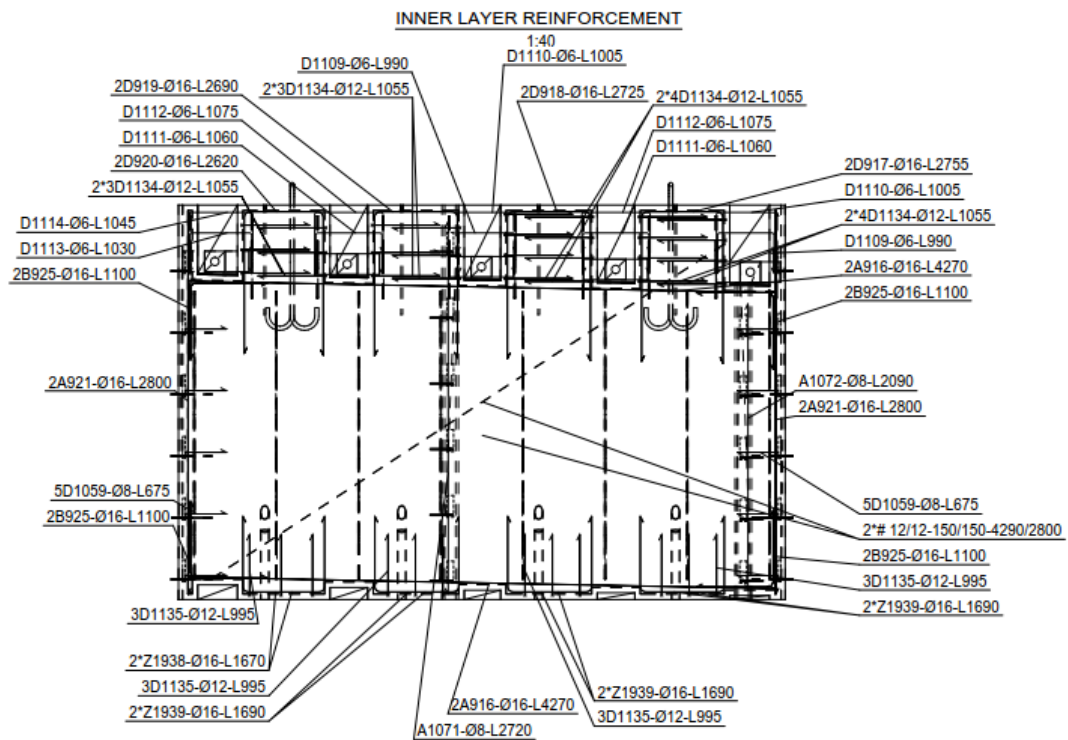 INNER LAYER REINFORCEMENT
1:40
D1110-Ø6-L1005
D1109-Ø6-L990
2*3D1134-Ø12-L1055
2D919-Ø16-L2690
D1112-Ø6-L1075
D1111-Ø6-L1060
2D920-Ø16-L2620
2*3D1134-Ø12-L1055
2D918-Ø16-L2725
2*4D1134-Ø12-L1055
D1112-Ø6-L1075
D1111-Ø6-L1060
2D917-Ø16-L2755
D1110-Ø6-L1005
2*4D1134-Ø12-L1055
D1109-Ø6-L990
2A916-Ø16-L4270
2B925-Ø16-L1100
D1114-Ø6-L1045
D1113-Ø6-L1030
2B925-Ø16-L1100
2A921-Ø16-L2800
A1072-Ø8-L2090
2A921-Ø16-L2800
5D1059-Ø8-L675
2B925-Ø16-L1100
5D1059-Ø8-L675
2*# 12/12-150/150-4290/2800
2B925-Ø16-L1100
3D1135-Ø12-L995
2*Z1939-Ø16-L1690
3D1135-Ø12-L995
2*Z1938-Ø16-L1670
3D1135-Ø12-L995
2*Z1939-Ø16-L1690
2A916-Ø16-L4270
A1071-Ø8-L2720
2*Z1939-Ø16-L1690
3D1135-Ø12-L995